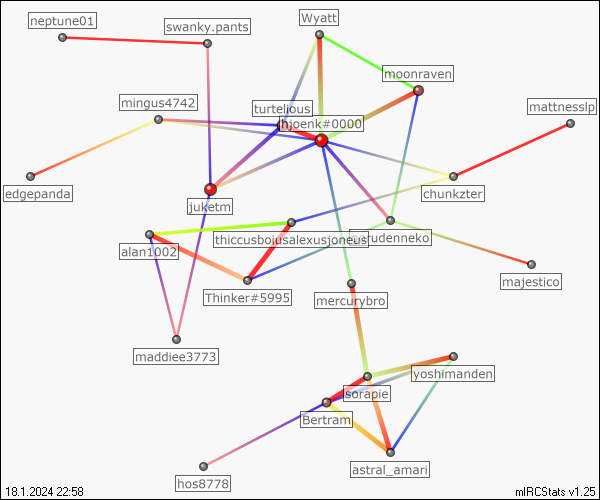 neptune01
swanky.pants
Wyatt
moonraven
mingus4742
turtelious
hjoenk#0000
mattnesslp
edgepanda
juketm
chunkzter
alan1002
thiccusboiusalexusjoneus
Thinker#5995
mercurybro
majestico
maddiee3773
yoshimanden
sorapie
Bertram
astral_amari
hos8778
18.1.2024 22:58
mIRCStats v1.25